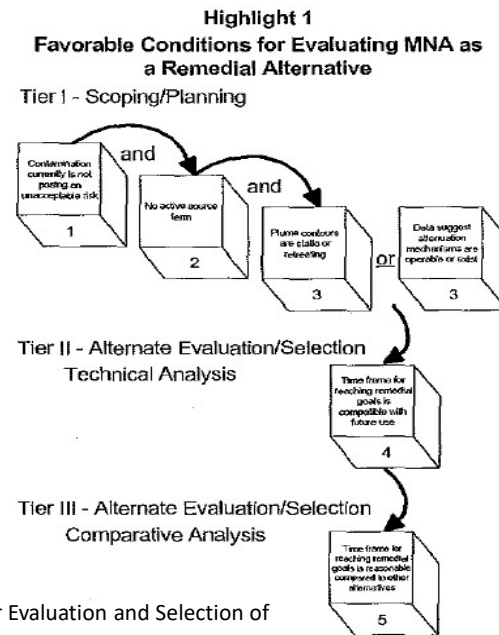 Highlight 1
Favorable Conditions for Evaluating MNA as
a Remedial Alternative
Tier I - Scoping/Planning
Contamination
currently is not
posing an
unacceptable risk
1
and
No active source
term
2
and
Plume contours
are static or
retreating
3
or
Data suggest
attenuation
mechanisms are
operable or exist
3
Tier II - Alternate Evaluation/Selection
Technical Analysis
Time frame for
reaching remedial
goals is
compatible with
future use
4
Tier III - Alternate Evaluation/Selection
Comparative Analysis
Time frame for
reaching remedial
goals is reasonable
compared to other
alternatives
5
Evaluation and Selection of